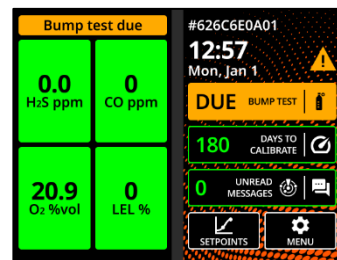 Bump test due
0.0
H₂S ppm
0
CO ppm
20.9
O₂ %vol
0
LEL %
#626C6E0A01
12:57
Mon, Jan 1
DUE BUMP TEST
180 DAYS TO
CALIBRATE
0 UNREAD
MESSAGES
SETPOINTS
MENU